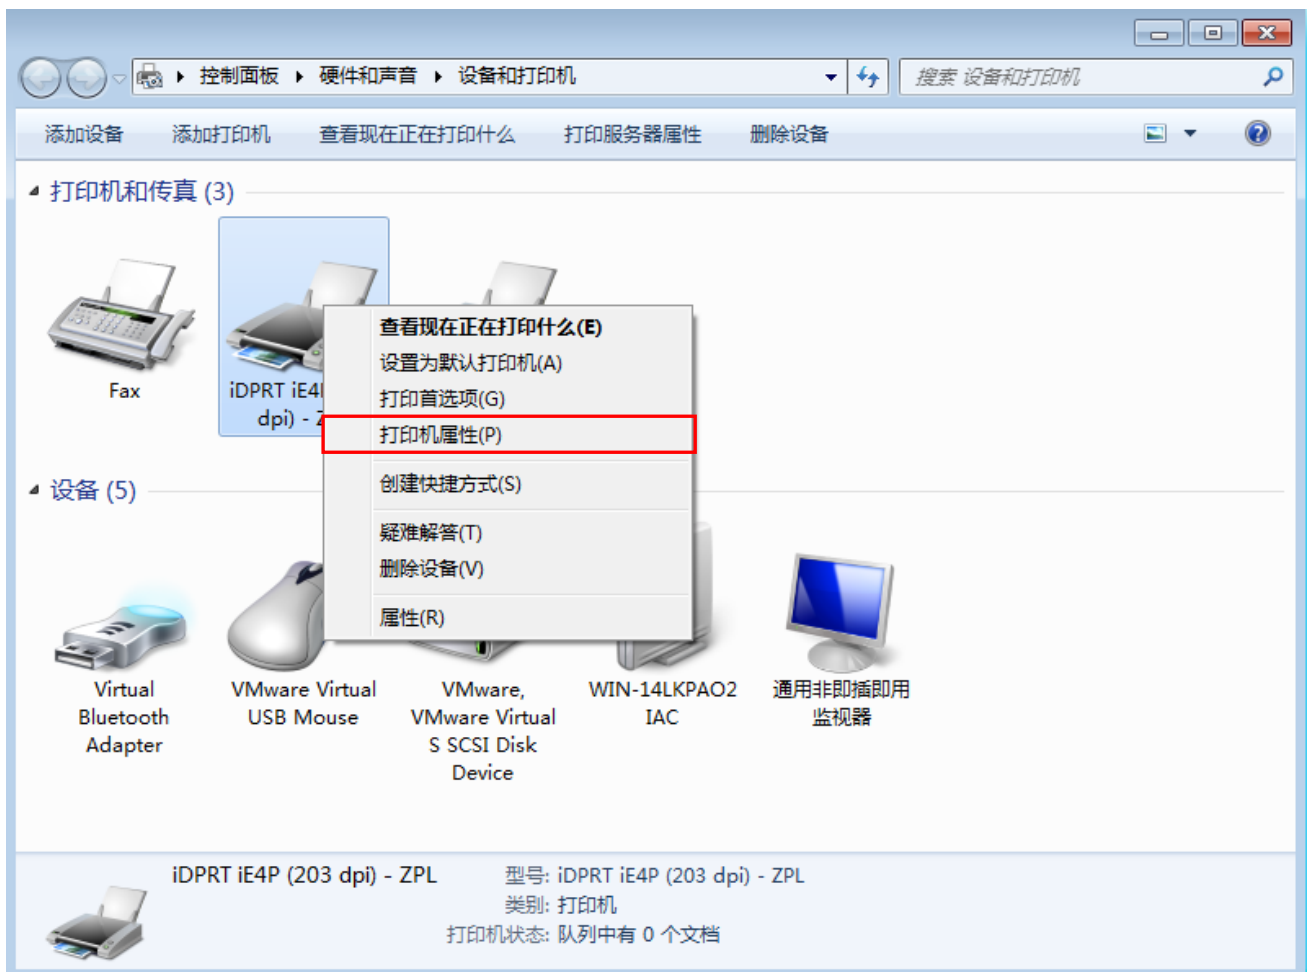 控制面板 硬件和声音 设备和打印机
搜索 设备和打印机
添加设备 添加打印机 查看现在正在打印什么 打印服务器属性 删除设备
打印机和传真 (3)
Fax
iDPRT iE4
dpi) -
查看现在正在打印什么(E)
设置为默认打印机(A)
打印首选项(G)
打印机属性(P)
创建快捷方式(S)
疑难解答(T)
删除设备(V)
属性(R)
设备 (5)
Virtual
Bluetooth
Adapter
VMware Virtual
USB Mouse
VMware,
VMware Virtual
S SCSI Disk
Device
WIN-14LKPAO2
IAC
通用非即插即用
监视器
iDPRT iE4P (203 dpi) - ZPL
型号: iDPRT iE4P (203 dpi) - ZPL
类别: 打印机
打印机状态: 队列中有 0 个文档